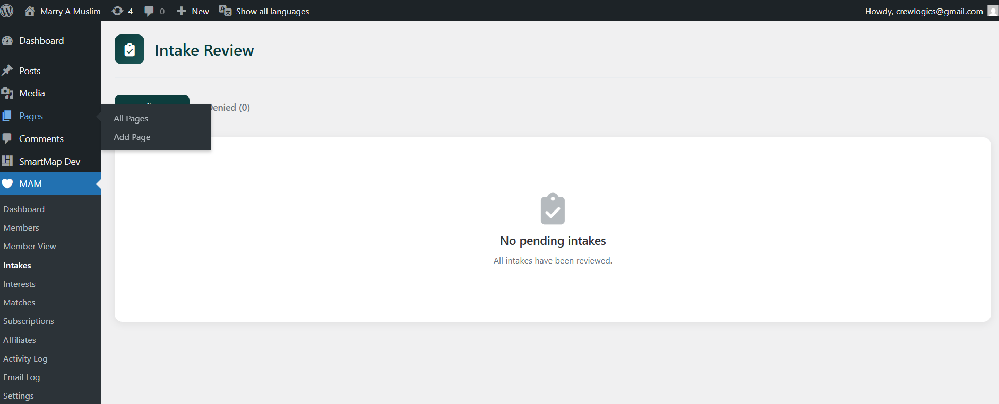 Marry A Muslim 4 0 New Show all languages Howdy, crewlogics@gmail.com
Dashboard
Posts
Media
Pages
All Pages
Add Page
Comments
SmartMap Dev
MAM
Dashboard
Members
Member View
Intakes
Interests
Matches
Subscriptions
Affiliates
Activity Log
Email Log
Settings
Intake Review
Denied (0)
No pending intakes
All intakes have been reviewed.